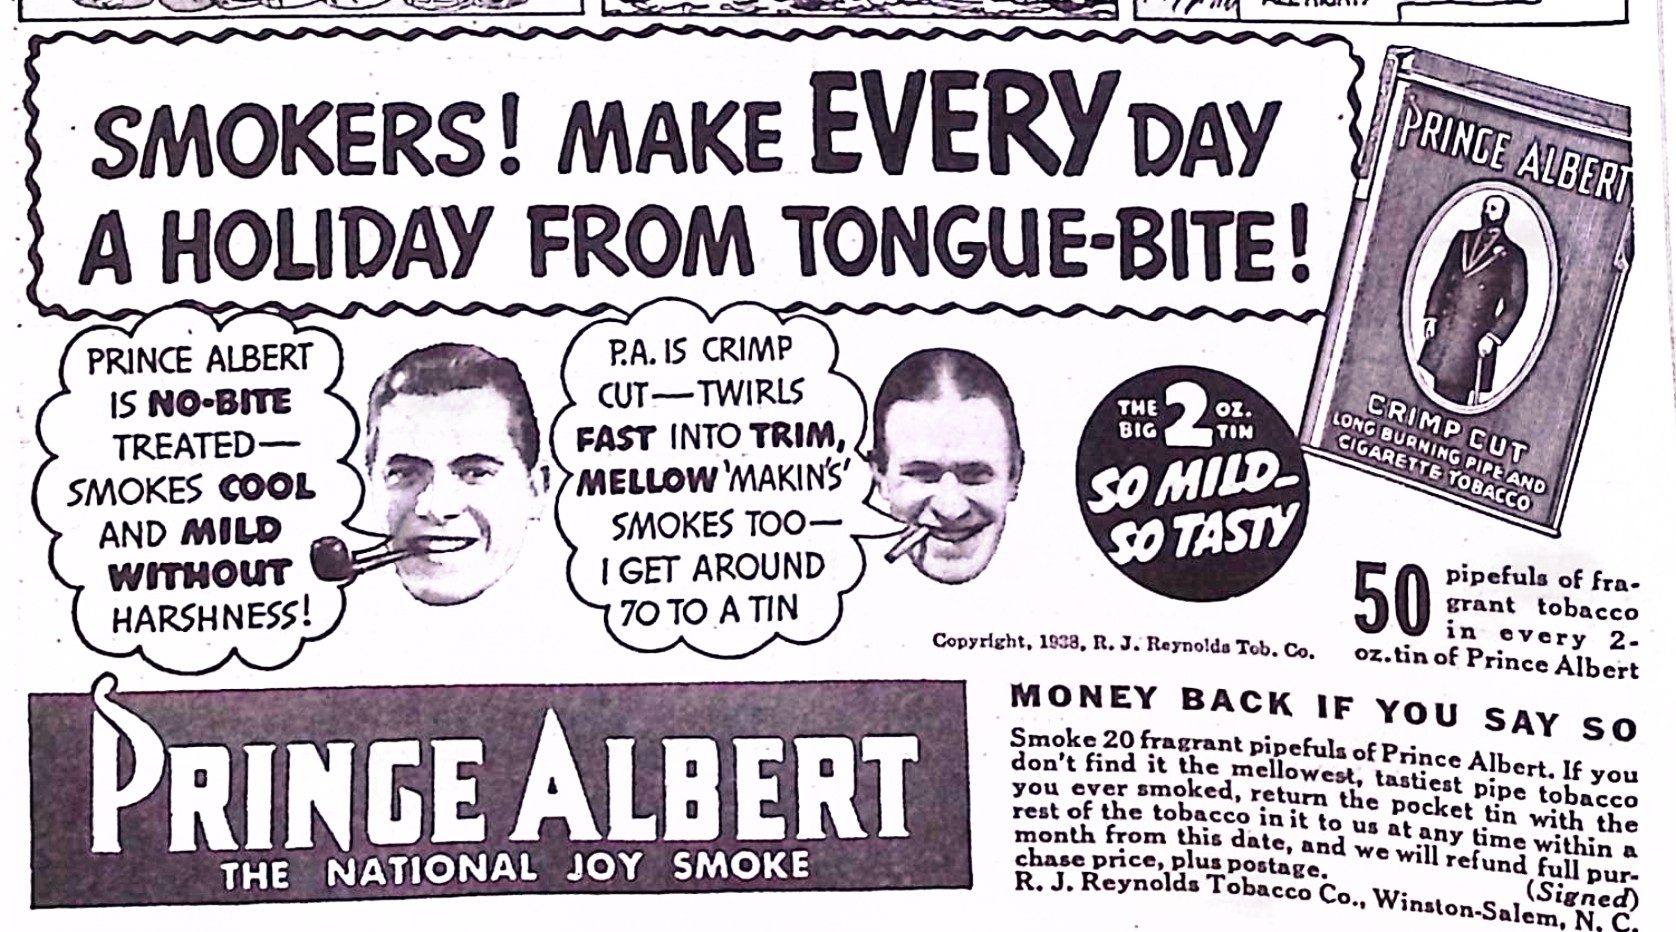 SMOKERS! MAKE EVERY DAY
A HOLIDAY FROM TONGUE-BITE!
PRINCE ALBERT
IS NO-BITE
TREATED—
SMOKES COOL
AND MILD
WITHOUT
HARSHNESS!
P.A. IS CRIMP
CUT—TWIRLS
FAST INTO TRIM,
MELLOW 'MAKIN'S'
SMOKES TOO—
I GET AROUND
70 TO A TIN
THE BIG 2 OZ. TIN
SO MILD-
SO TASTY
PRINCE ALBERT
CRIMP CUT
LONG BURNING PIPE AND
CIGARETTE TOBACCO
50 pipefuls of fra-
grant tobacco
in every 2-
oz. tin of Prince Albert
Copyright, 1938, R. J. Reynolds Tob. Co.
PRINCE ALBERT
THE NATIONAL JOY SMOKE
MONEY BACK IF YOU SAY SO
Smoke 20 fragrant pipefuls of Prince Albert. If you
don't find it the mellowest, tastiest pipe tobacco
you ever smoked, return the pocket tin with the
rest of the tobacco in it to us at any time within a
month from this date, and we will refund full pur-
chase price, plus postage.
(Signed)
R. J. Reynolds Tobacco Co., Winston-Salem, N. C.